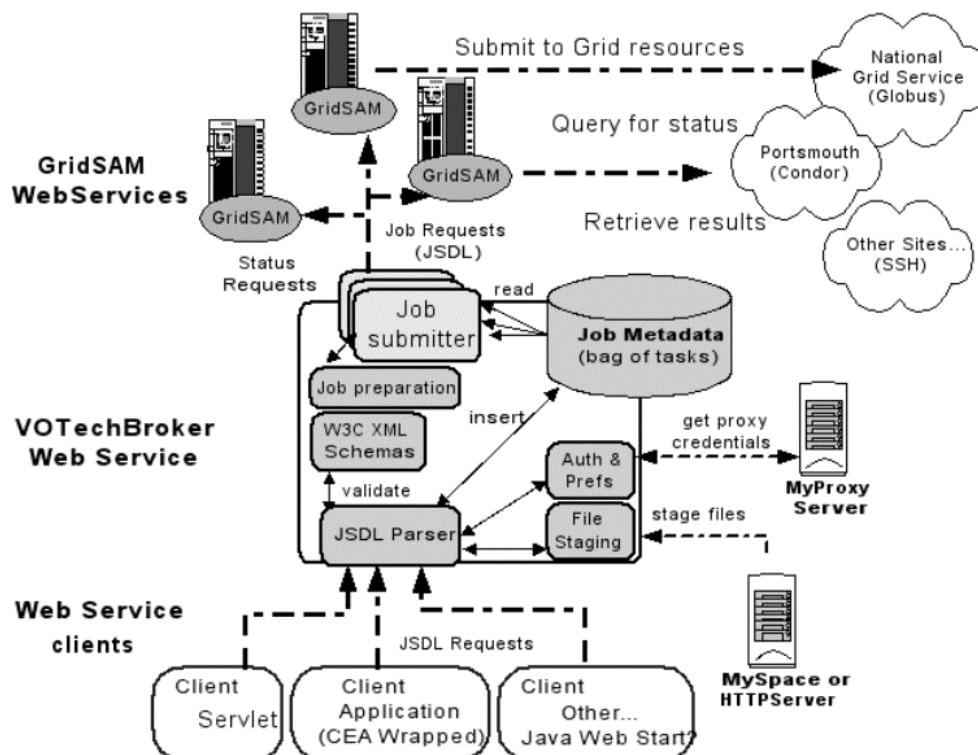 Submit to Grid resources
National
Grid Service
(Globus)
GridSAM
Query for status
Portsmouth
(Condor)
GridSAM
GridSAM
WebServices
GridSAM
Retrieve results
Job Requests
(JSDL)
Other Sites...
(SSH)
Status
Requests
read
Job
submitter
Job Metadata
(bag of tasks)
Job preparation
insert
VOTechBroker
Web Service
W3C XML
Schemas
get proxy
credentials
Auth &
Prefs
validate
MyProxy
Server
JSDL Parser
File
Staging
stage files
Web Service
clients
JSDL Requests
MySpace or
HTTPServer
Client
Servlet
Client
Application
(CEA Wrapped)
Client
Other...
Java Web Start?